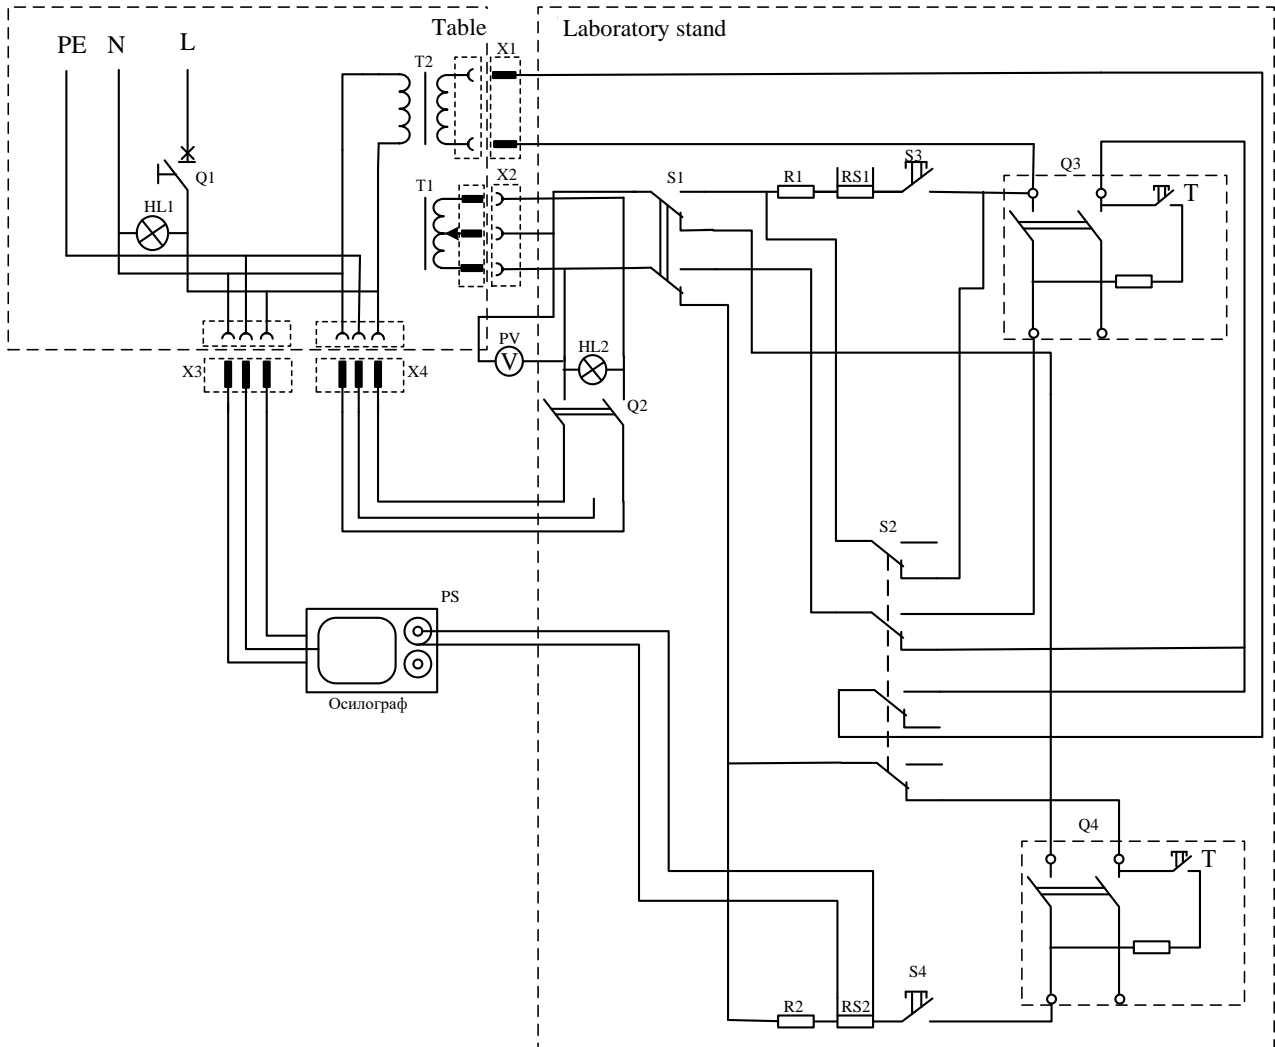 Table
Laboratory stand
PE N L
T2
X1
Q1
HL1
T1
X2
S1
R1
RS1
S3
Q3
T
PV
V
HL2
X3
X4
Q2
S2
PS
Осилограф
Q4
T
S4
R2
RS2